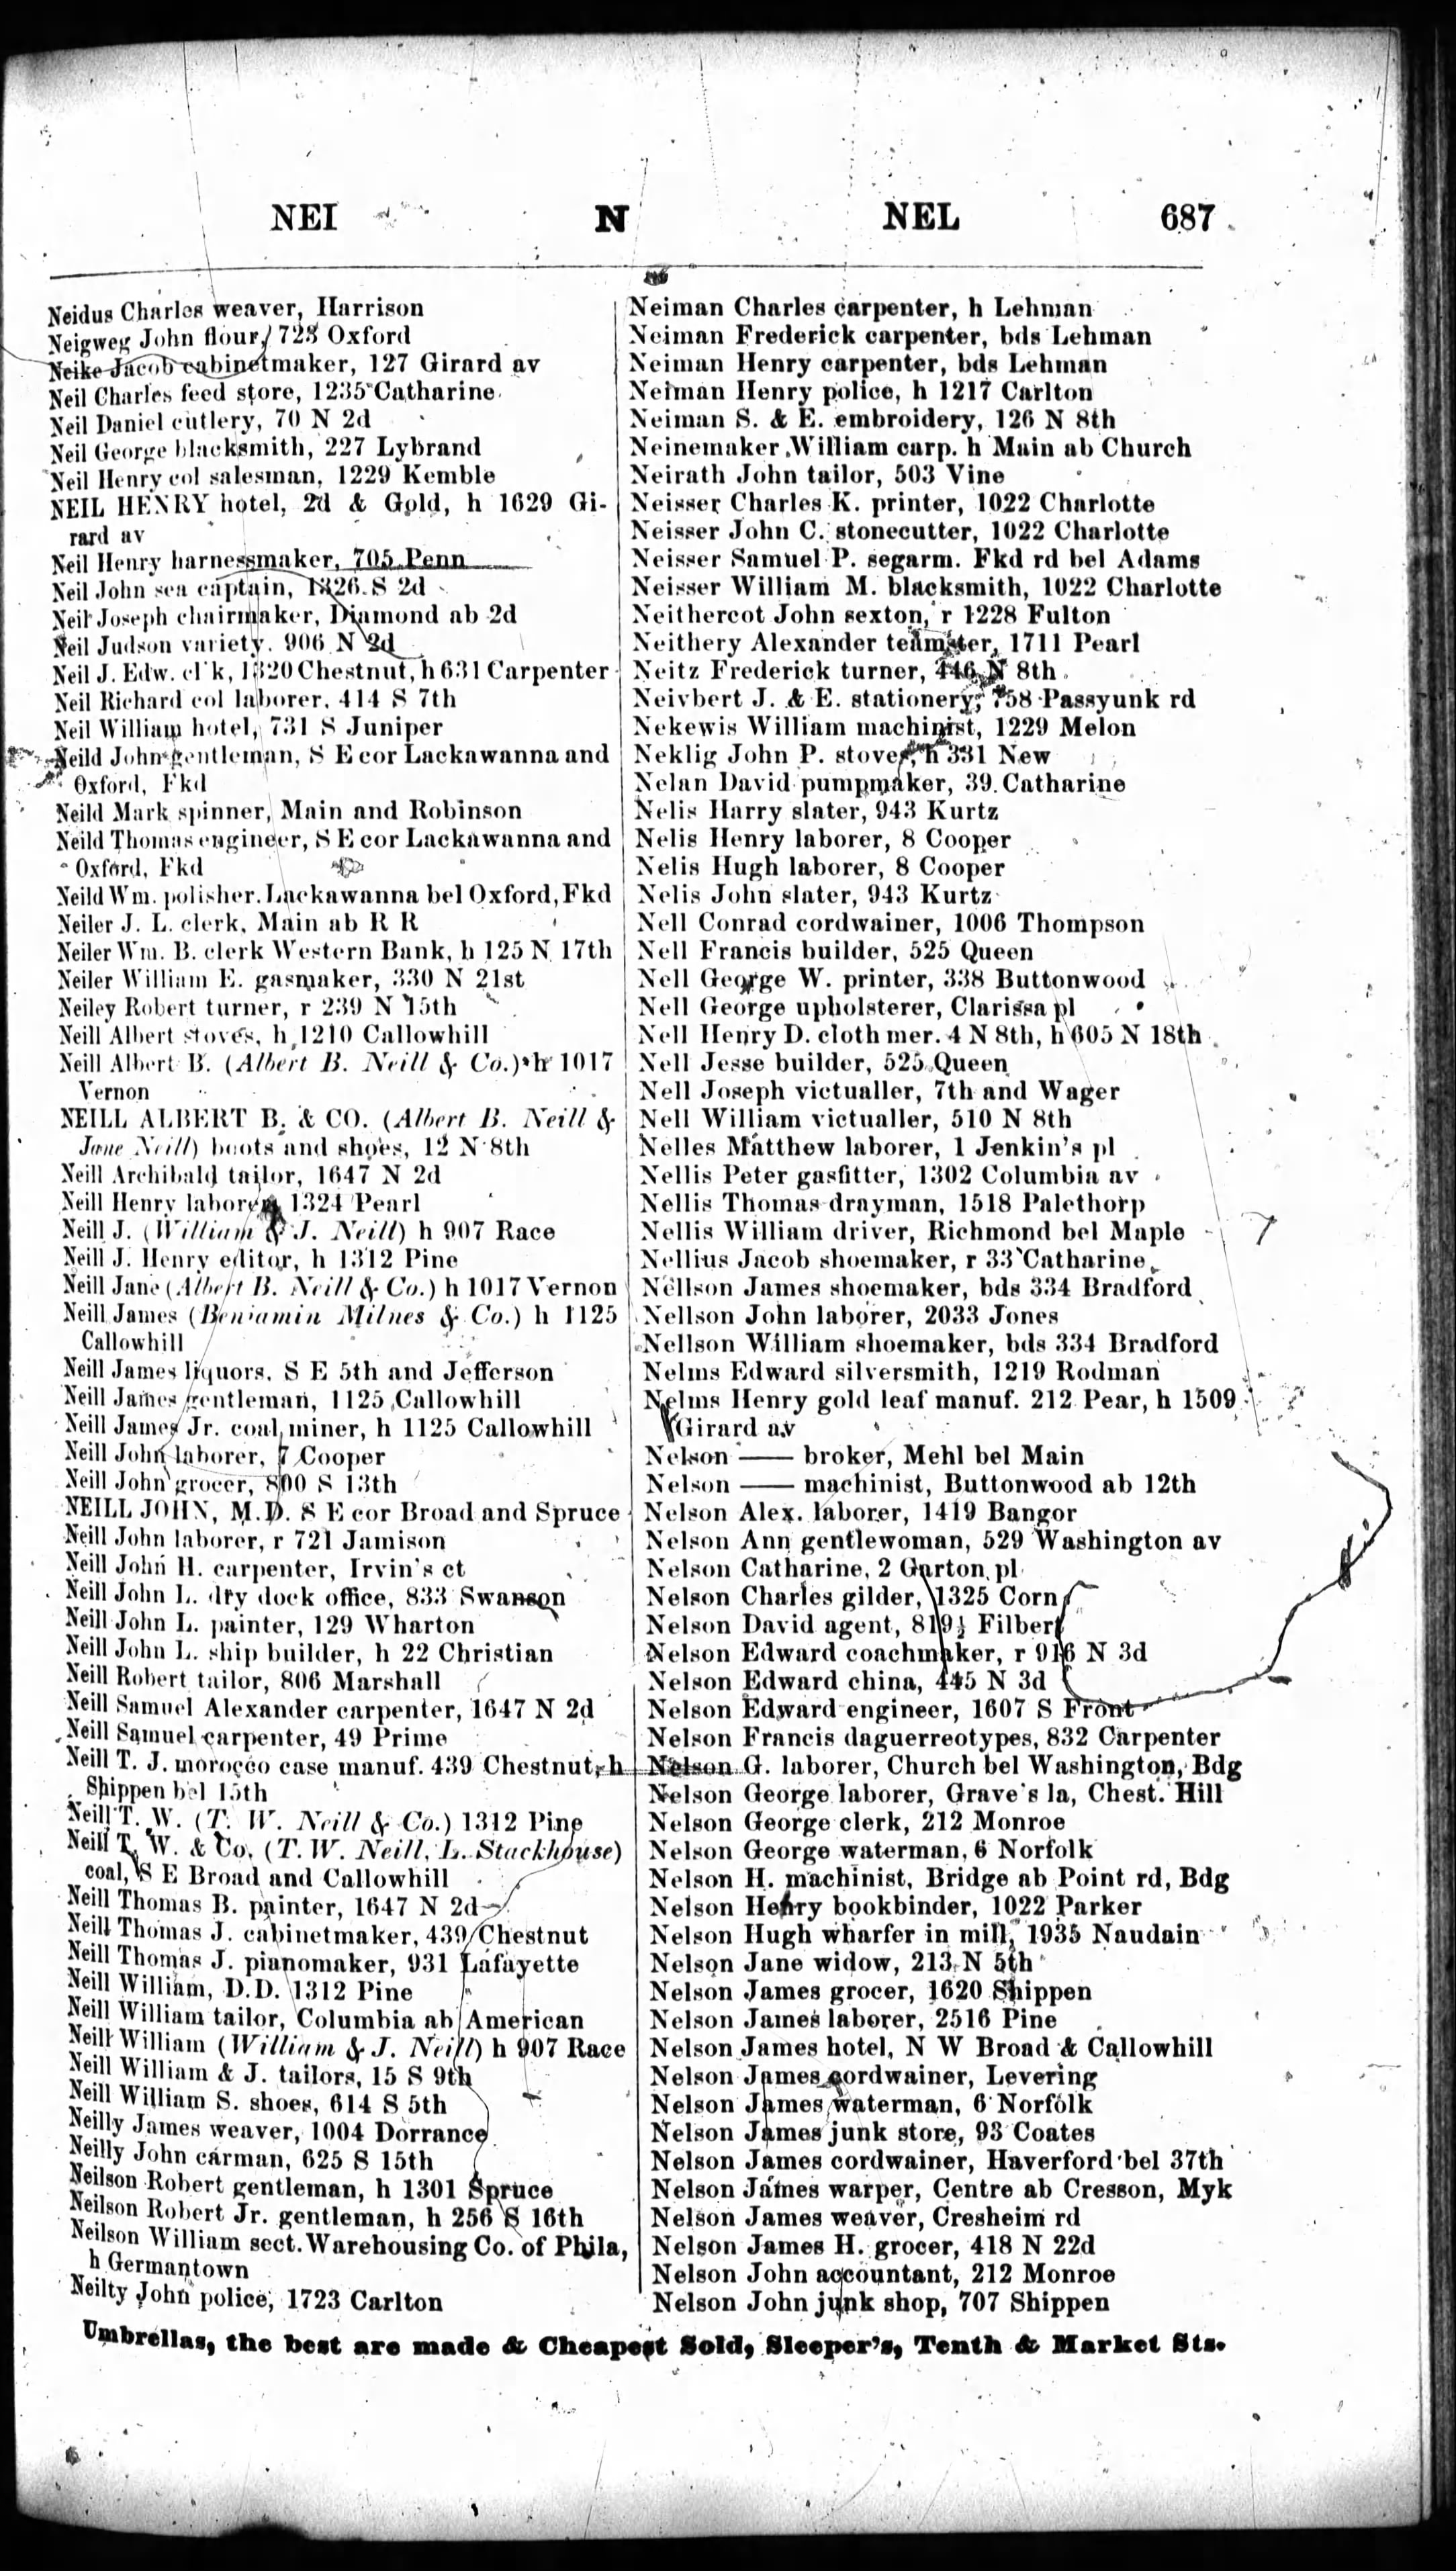 NEI N NEL 687
Neidus Charles weaver, Harrison
Neigweg John flour, 723 Oxford
Neike Jacob cabinetmaker, 127 Girard av
Neil Charles feed store, 1235 Catharine
Neil Daniel cutlery, 70 N 2d
Neil George blacksmith, 227 Lybrand
Neil Henry col salesman, 1229 Kemble
NEIL HENRY hotel, 2d & Gold, h 1629 Gi-
rard av
Neil Henry harnessmaker, 705 Penn
Neil John sea captain, 1326 S 2d
Neil Joseph chairmaker, Diamond ab 2d
Neil Judson variety. 906 N 2d
Neil J. Edw. cl'k, 1320 Chestnut, h 631 Carpenter
Neil Richard col laborer, 414 S 7th
Neil William hotel, 731 S Juniper
Neild John gentleman, S E cor Lackawanna and
Oxford, Fkd
Neild Mark spinner, Main and Robinson
Neild Thomas engineer, S E cor Lackawanna and
Oxford, Fkd
Neild Wm. polisher. Lackawanna bel Oxford, Fkd
Neiler J. L. clerk, Main ab R R
Neiler Wm. B. clerk Western Bank, h 125 N 17th
Neiler William E. gasmaker, 330 N 21st
Neiley Robert turner, r 239 N 15th
Neill Albert stoves, h 1210 Callowhill
Neill Albert B. (Albert B. Neill & Co.) h 1017
Vernon
NEILL ALBERT B. & CO. (Albert B. Neill &
Jane Neill) boots and shoes, 12 N 8th
Neill Archibald tailor, 1647 N 2d
Neill Henry laborer, 1324 Pearl
Neill J. (William & J. Neill) h 907 Race
Neill J. Henry editor, h 1312 Pine
Neill Jane (Albert B. Neill & Co.) h 1017 Vernon
Neill James (Benjamin Milnes & Co.) h 1125
Callowhill
Neill James liquors. S E 5th and Jefferson
Neill James gentleman, 1125 Callowhill
Neill James Jr. coal miner, h 1125 Callowhill
Neill John laborer, 7 Cooper
Neill John grocer, 800 S 13th
NEILL JOHN, M.D. S E cor Broad and Spruce
Neill John laborer, r 721 Jamison
Neill John H. carpenter, Irvin's ct
Neill John L. dry dock office, 833 Swanson
Neill John L. painter, 129 Wharton
Neill John L. ship builder, h 22 Christian
Neill Robert tailor, 806 Marshall
Neill Samuel Alexander carpenter, 1647 N 2d
Neill Samuel carpenter, 49 Prime
Neill T. J. morocco case manuf. 439 Chestnut, h
Shippen bel 15th
Neill T. W. (T. W. Neill & Co.) 1312 Pine
Neill T. W. & Co. (T. W. Neill, L. Stackhouse)
coal, S E Broad and Callowhill
Neill Thomas B. painter, 1647 N 2d
Neill Thomas J. cabinetmaker, 439 Chestnut
Neill Thomas J. pianomaker, 931 Lafayette
Neill William, D.D. 1312 Pine
Neill William tailor, Columbia ab American
Neill William (William & J. Neill) h 907 Race
Neill William & J. tailors, 15 S 9th
Neill William S. shoes, 614 S 5th
Neilly James weaver, 1004 Dorrance
Neilly John carman, 625 S 15th
Neilson Robert gentleman, h 1301 Spruce
Neilson Robert Jr. gentleman, h 256 S 16th
Neilson William sect. Warehousing Co. of Phila,
h Germantown
Neilty John police, 1723 Carlton
Neiman Charles carpenter, h Lehman
Neiman Frederick carpenter, bds Lehman
Neiman Henry carpenter, bds Lehman
Neiman Henry police, h 1217 Carlton
Neiman S. & E. embroidery, 126 N 8th
Neinemaker William carp. h Main ab Church
Neirath John tailor, 503 Vine
Neisser Charles K. printer, 1022 Charlotte
Neisser John C. stonecutter, 1022 Charlotte
Neisser Samuel P. segarm. Fkd rd bel Adams
Neisser William M. blacksmith, 1022 Charlotte
Neithercot John sexton, r 1228 Fulton
Neithery Alexander teamster, 1711 Pearl
Neitz Frederick turner, 446 N 8th
Neivbert J. & E. stationery, 758 Passyunk rd
Nekewis William machinist, 1229 Melon
Neklig John P. stover, h 331 New
Nelan David pumpmaker, 39 Catharine
Nelis Harry slater, 943 Kurtz
Nelis Henry laborer, 8 Cooper
Nelis Hugh laborer, 8 Cooper
Nelis John slater, 943 Kurtz
Nell Conrad cordwainer, 1006 Thompson
Nell Francis builder, 525 Queen
Nell George W. printer, 338 Buttonwood
Nell George upholsterer, Clarissa pl
Nell Henry D. cloth mer. 4 N 8th, h 605 N 18th
Nell Jesse builder, 525 Queen
Nell Joseph victualler, 7th and Wager
Nell William victualler, 510 N 8th
Nelles Matthew laborer, 1 Jenkin's pl
Nellis Peter gasfitter, 1302 Columbia av
Nellis Thomas drayman, 1518 Palethorp
Nellis William driver, Richmond bel Maple
Nellius Jacob shoemaker, r 33 Catharine
Nellson James shoemaker, bds 334 Bradford
Nellson John laborer, 2033 Jones
Nellson William shoemaker, bds 334 Bradford
Nelms Edward silversmith, 1219 Rodman
Nelms Henry gold leaf manuf. 212 Pear, h 1509
Girard av
Nelson —— broker, Mehl bel Main
Nelson —— machinist, Buttonwood ab 12th
Nelson Alex. laborer, 1419 Bangor
Nelson Ann gentlewoman, 529 Washington av
Nelson Catharine, 2 Garton pl
Nelson Charles gilder, 1325 Corn
Nelson David agent, 819½ Filbert
Nelson Edward coachmaker, r 916 N 3d
Nelson Edward china, 445 N 3d
Nelson Edward engineer, 1607 S Front
Nelson Francis daguerreotypes, 832 Carpenter
Nelson G. laborer, Church bel Washington, Bdg
Nelson George laborer, Grave's la, Chest. Hill
Nelson George clerk, 212 Monroe
Nelson George waterman, 6 Norfolk
Nelson H. machinist, Bridge ab Point rd, Bdg
Nelson Henry bookbinder, 1022 Parker
Nelson Hugh wharfer in mill, 1935 Naudain
Nelson Jane widow, 213 N 5th
Nelson James grocer, 1620 Shippen
Nelson James laborer, 2516 Pine
Nelson James hotel, N W Broad & Callowhill
Nelson James cordwainer, Levering
Nelson James waterman, 6 Norfolk
Nelson James junk store, 93 Coates
Nelson James cordwainer, Haverford bel 37th
Nelson James warper, Centre ab Cresson, Myk
Nelson James weaver, Cresheim rd
Nelson James H. grocer, 418 N 22d
Nelson John accountant, 212 Monroe
Nelson John junk shop, 707 Shippen
Umbrellas, the best are made & Cheapest Sold, Sleeper's, Tenth & Market Sts.